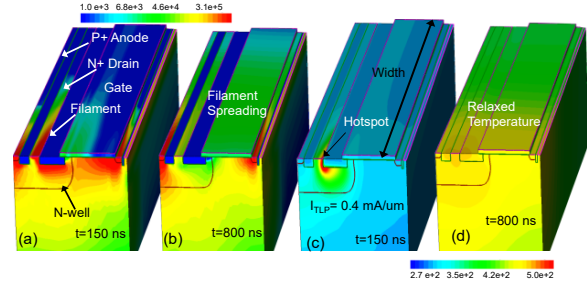 1.0 e+3 6.8e+3 4.6e+4 3.1e+5
P+ Anode
N+ Drain
Gate
Filament
N-well
(a)
t=150 ns
Filament
Spreading
(b)
t=800 ns
Width
Hotspot
I_TLP= 0.4 mA/um
(c)
t=150 ns
Relaxed
Temperature
(d)
t=800 ns
2.7 e+2 3.5e+2 4.2e+2 5.0e+2